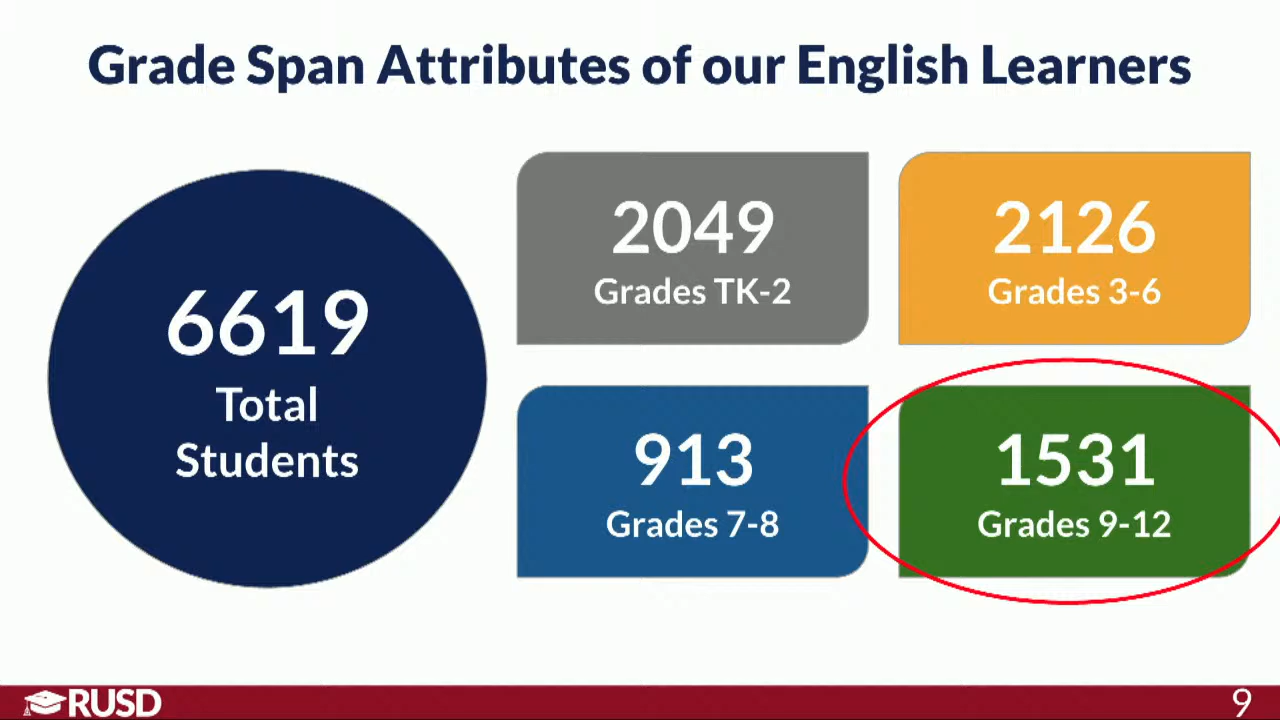 Grade Span Attributes of our English Learners
6619
Total
Students
2049
Grades TK-2
2126
Grades 3-6
913
Grades 7-8
1531
Grades 9-12
RUSD
9